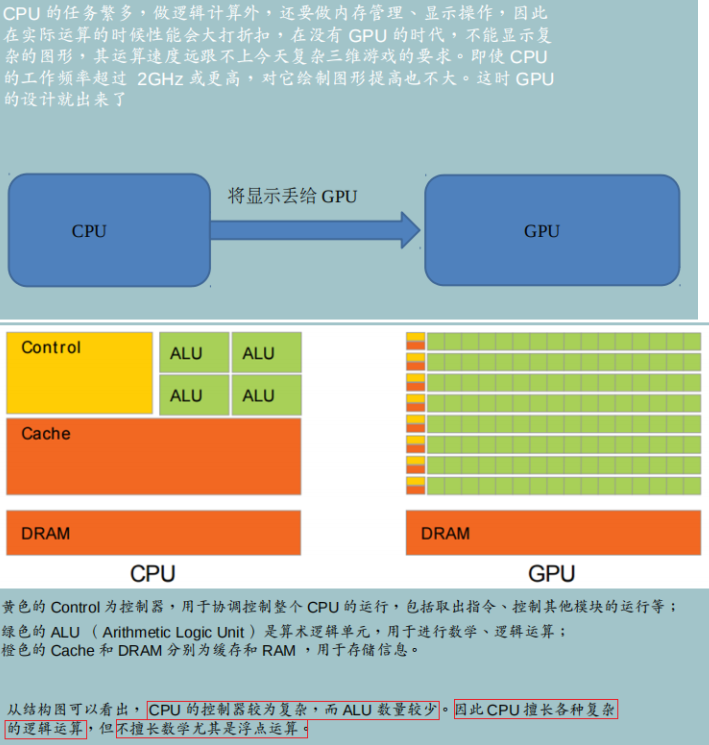 CPU 的任务繁多,做逻辑计算外,还要做内存管理、显示操作,因此
在实际运算的时候性能会大打折扣,在没有 GPU 的时代,不能显示复
杂的图形,其运算速度远跟不上今天复杂三维游戏的要求。即使 CPU
的工作频率超过 2GHz 或更高,对它绘制图形提高也不大。这时 GPU
的设计就出来了
将显示丢给 GPU
CPU
GPU
Control
ALU
ALU
ALU
ALU
Cache
DRAM
DRAM
CPU
GPU
黄色的 Control 为控制器,用于协调控制整个 CPU 的运行,包括取出指令、控制其他模块的运行等;
绿色的 ALU ( Arithmetic Logic Unit ) 是算术逻辑单元,用于进行数学、逻辑运算;
橙色的 Cache 和 DRAM 分别为缓存和 RAM ,用于存储信息。
从结构图可以看出,CPU 的控制器较为复杂,而 ALU 数量较少。因此 CPU 擅长各种复杂
的逻辑运算,但不擅长数学尤其是浮点运算。